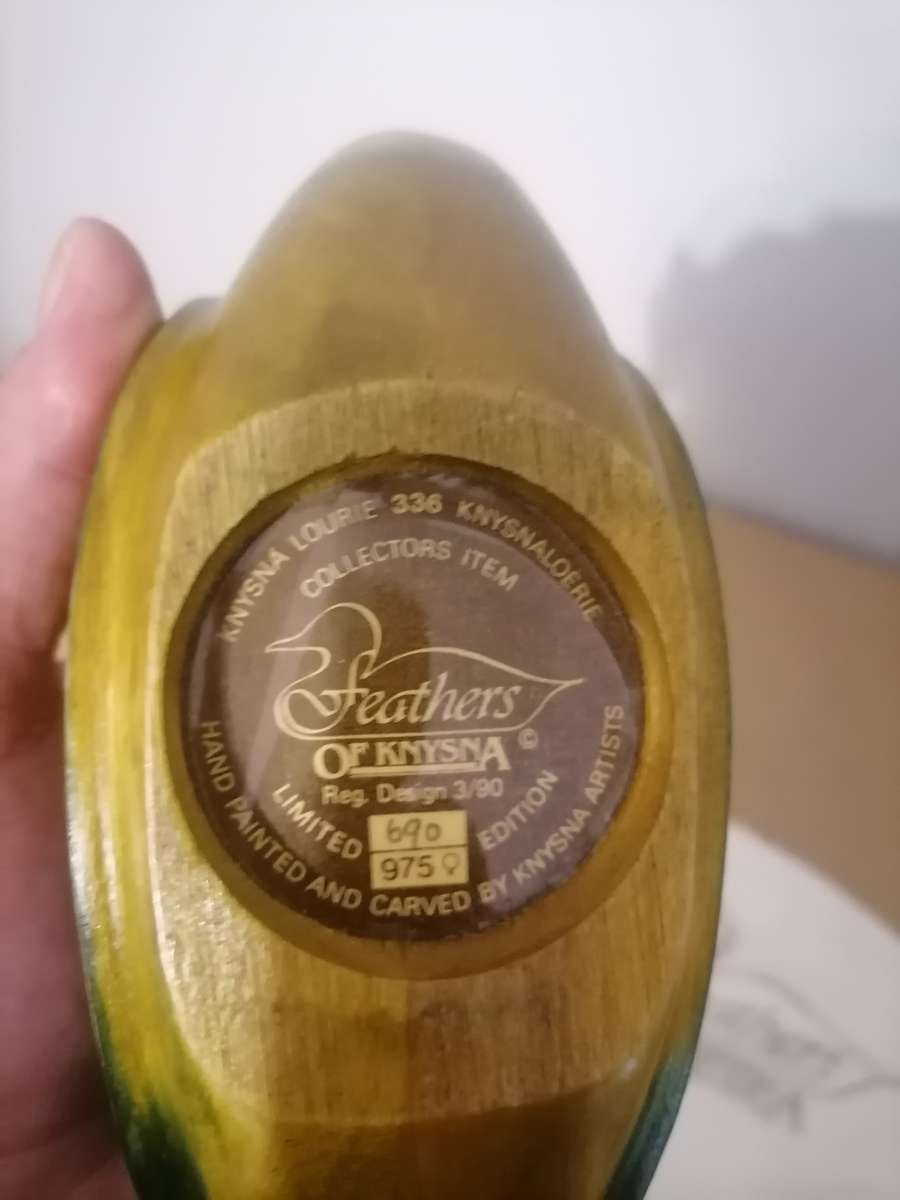 KNYSNA LOURIE 336 KNYSNALOERIE
COLLECTORS ITEM
Feathers
OF KNYSNA ©
Reg. Design 3/90
LIMITED EDITION
690
975 ♀
HAND PAINTED AND CARVED BY KNYSNA ARTISTS